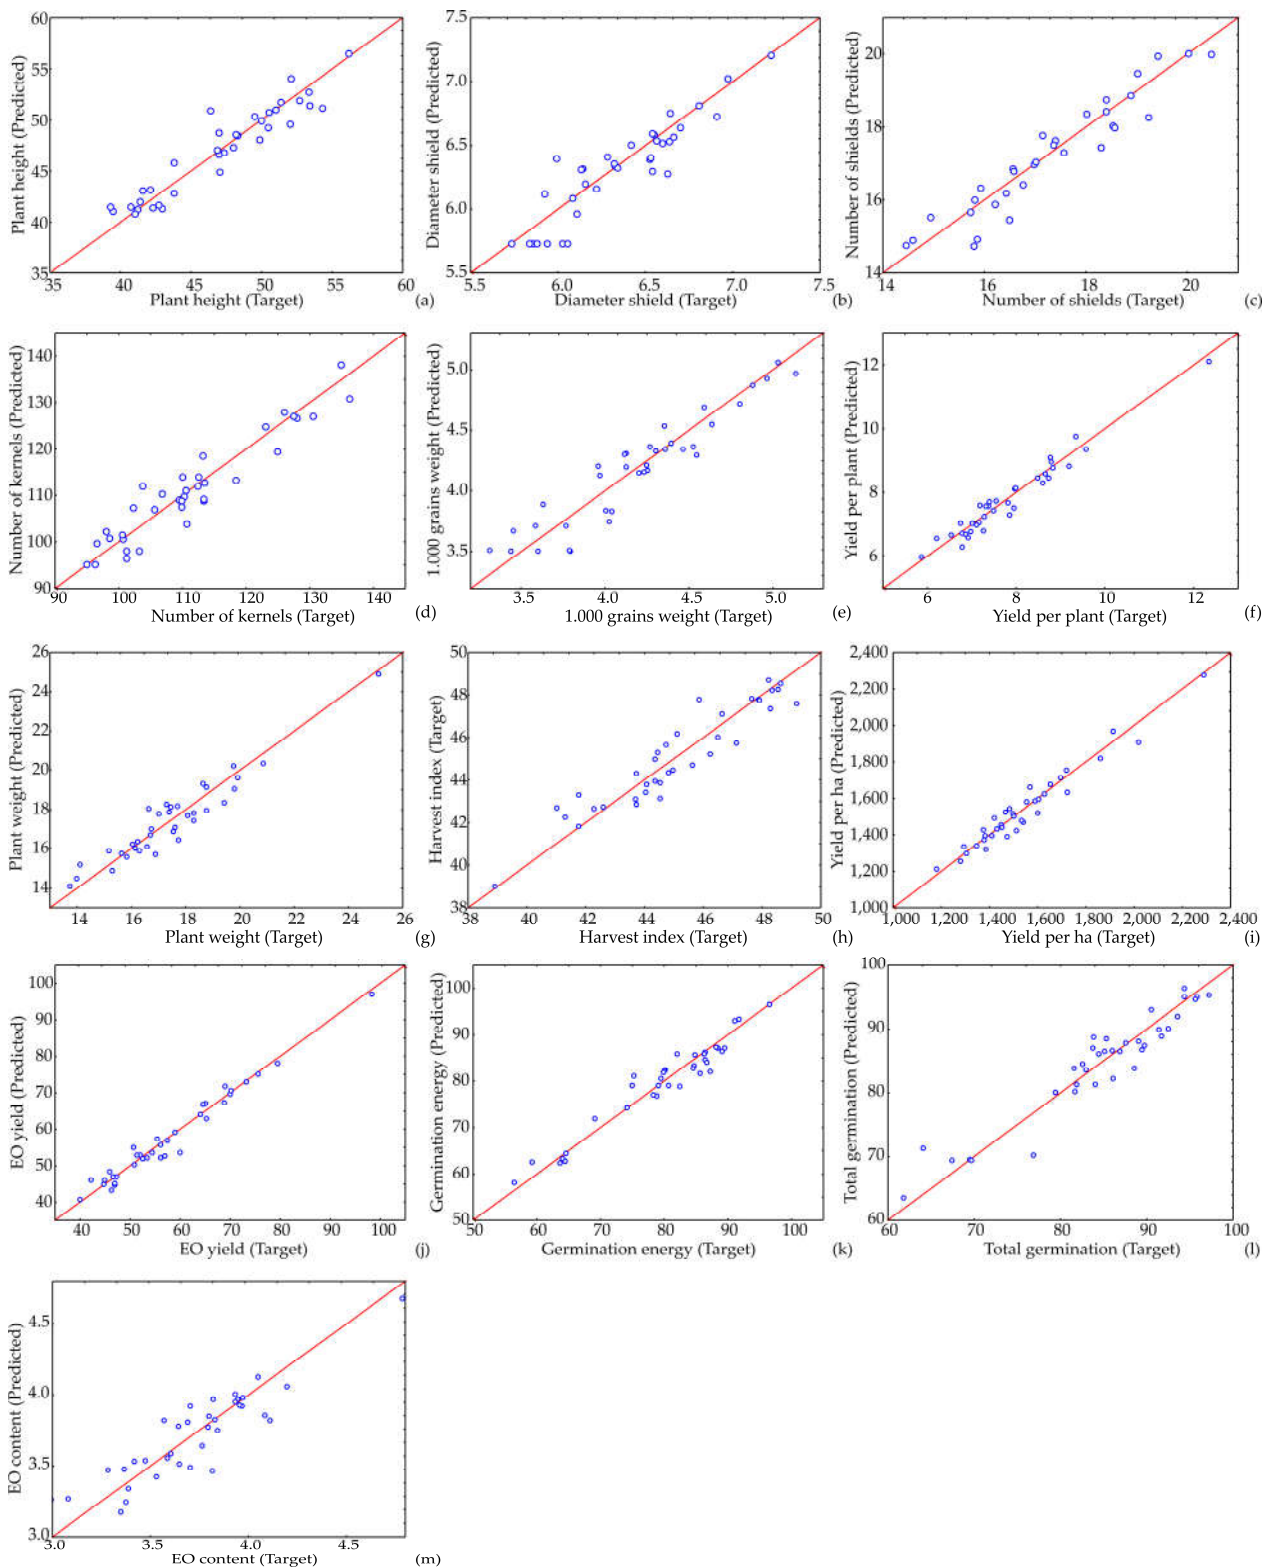 60
55
50
45
40
35
Plant height (Predicted)
35 40 45 50 55 60
Plant height (Target)
(a)
7.5
7.0
6.5
6.0
5.5
Diameter shield (Predicted)
5.5 6.0 6.5 7.0 7.5
Diameter shield (Target)
(b)
20
18
16
14
Number of shields (Predicted)
14 16 18 20
Number of shields (Target)
(c)
140
130
120
110
100
90
Number of kernels (Predicted)
90 100 110 120 130 140
Number of kernels (Target)
(d)
5.0
4.5
4.0
3.5
1.000 grains weight (Predicted)
3.5 4.0 4.5 5.0
1.000 grains weight (Target)
(e)
12
10
8
6
Yield per plant (Predicted)
6 8 10 12
Yield per plant (Target)
(f)
26
24
22
20
18
16
14
13
Plant weight (Predicted)
14 16 18 20 22 24 26
Plant weight (Target)
(g)
50
48
46
44
42
40
38
Harvest index (Target)
38 40 42 44 46 48 50
Harvest index (Target)
(h)
2,400
2,200
2,000
1,800
1,600
1,400
1,200
1,000
Yield per ha (Predicted)
1,000 1,200 1,400 1,600 1,800 2,000 2,200 2,400
Yield per ha (Target)
(i)
100
90
80
70
60
50
40
EO yield (Predicted)
40 50 60 70 80 90 100
EO yield (Target)
(j)
100
90
80
70
60
50
Germination energy (Predicted)
50 60 70 80 90 100
Germination energy (Target)
(k)
100
90
80
70
60
Total germination (Predicted)
60 70 80 90 100
Total germination (Target)
(l)
4.5
4.0
3.5
3.0
EO content (Predicted)
3.0 3.5 4.0 4.5
EO content (Target)
(m)